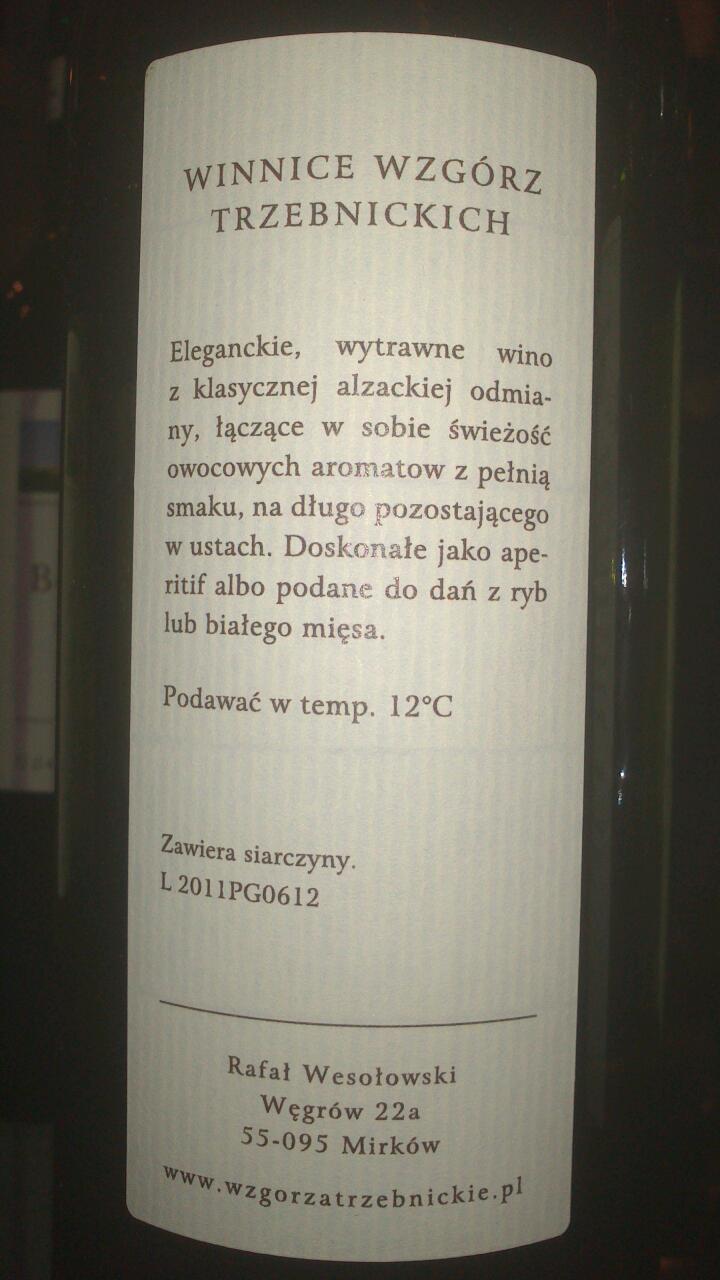 WINNICE WZGÓRZ
TRZEBNICKICH
Eleganckie, wytrawne wino
z klasycznej alzackiej odmia-
ny, łączące w sobie świeżość
owocowych aromatow z pełnią
smaku, na długo pozostającego
w ustach. Doskonałe jako ape-
ritif albo podane do dań z ryb
lub białego mięsa.
Podawać w temp. 12°C
Zawiera siarczyny.
L 2011PG0612
Rafał Wesołowski
Węgrów 22a
55-095 Mirków
www.wzgorzatrzebnickie.pl